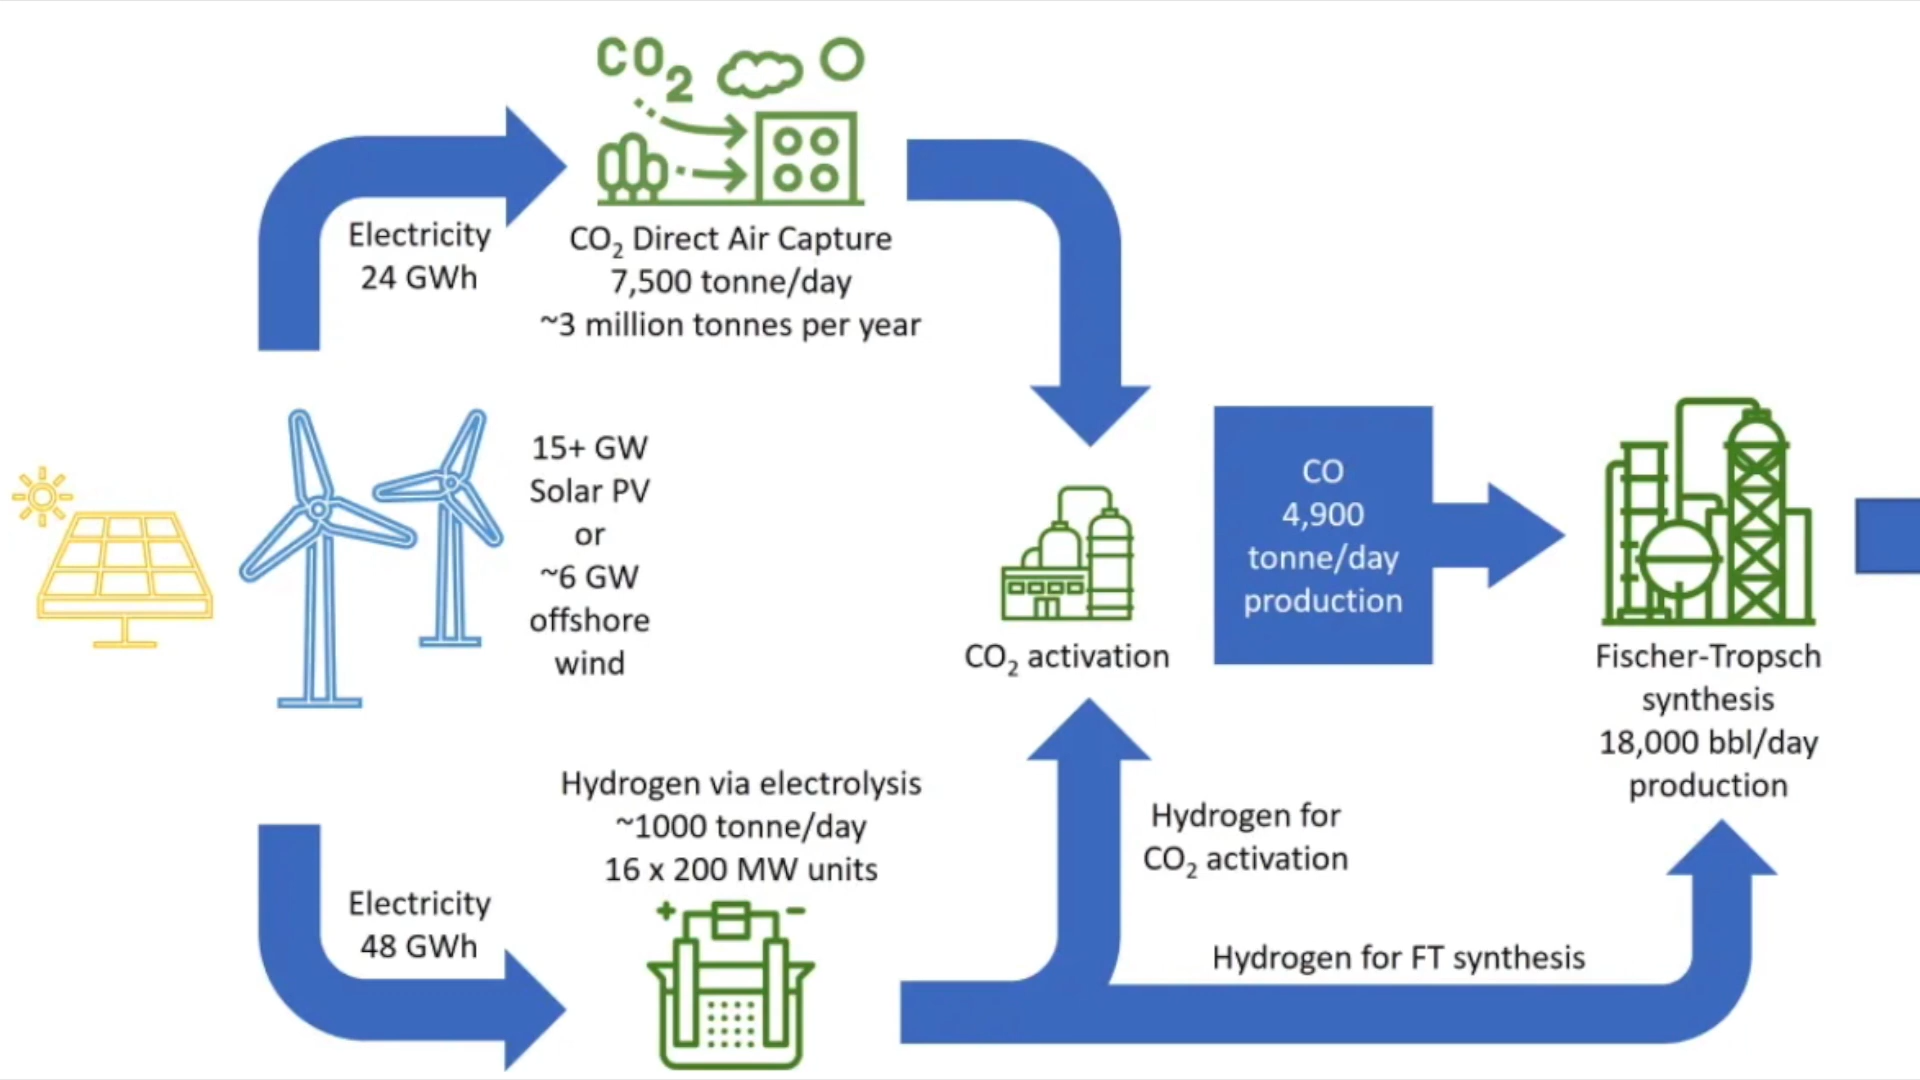 CO2
Electricity
24 GWh
CO2 Direct Air Capture
7,500 tonne/day
~3 million tonnes per year
15+ GW
Solar PV
or
~6 GW
offshore
wind
CO2 activation
CO
4,900
tonne/day
production
Fischer-Tropsch
synthesis
18,000 bbl/day
production
Hydrogen via electrolysis
~1000 tonne/day
16 x 200 MW units
Electricity
48 GWh
+ −
Hydrogen for
CO2 activation
Hydrogen for FT synthesis